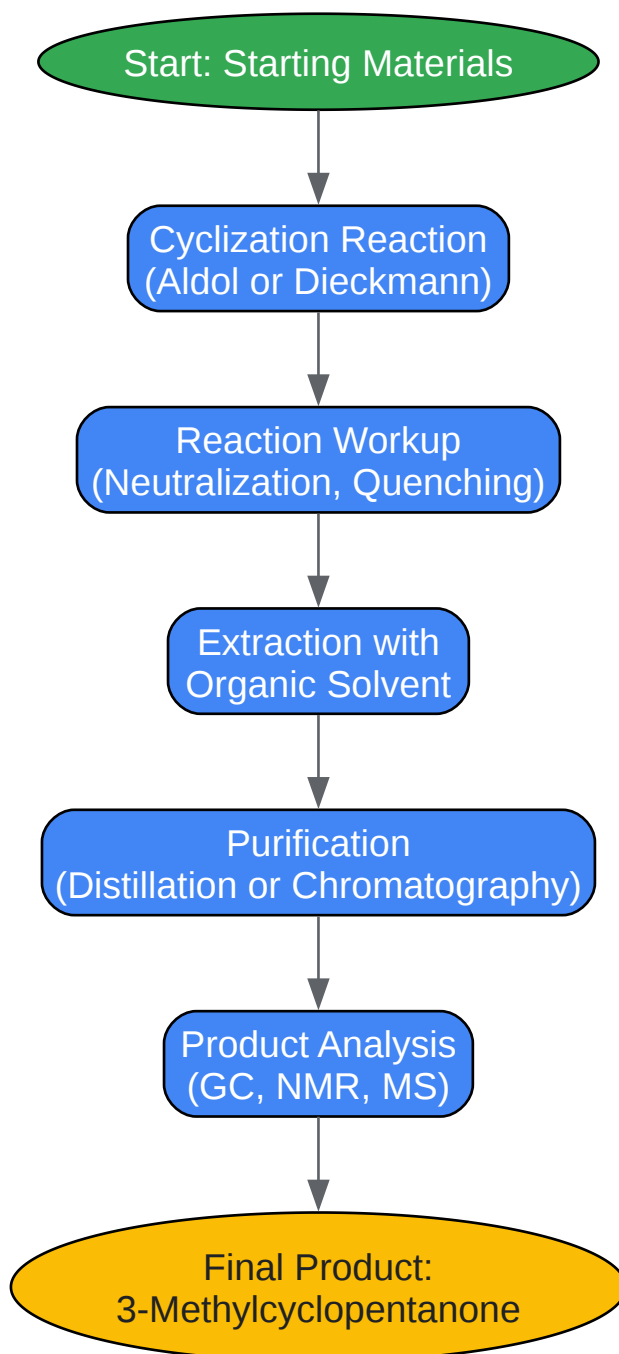 Start: Starting Materials
Cyclization Reaction
(Aldol or Dieckmann)
Reaction Workup
(Neutralization, Quenching)
Extraction with
Organic Solvent
Purification
(Distillation or Chromatography)
Product Analysis
(GC, NMR, MS)
Final Product:
3-Methylcyclopentanone